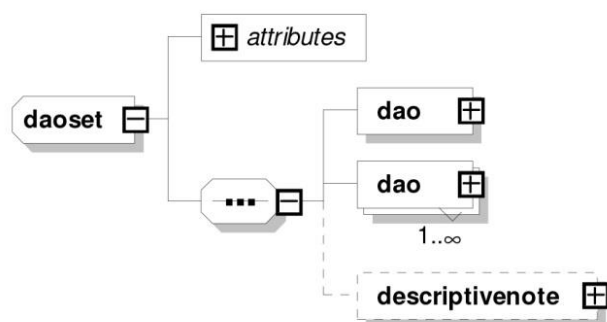 attributes
daoset
dao
dao
1..∞
descriptivenote